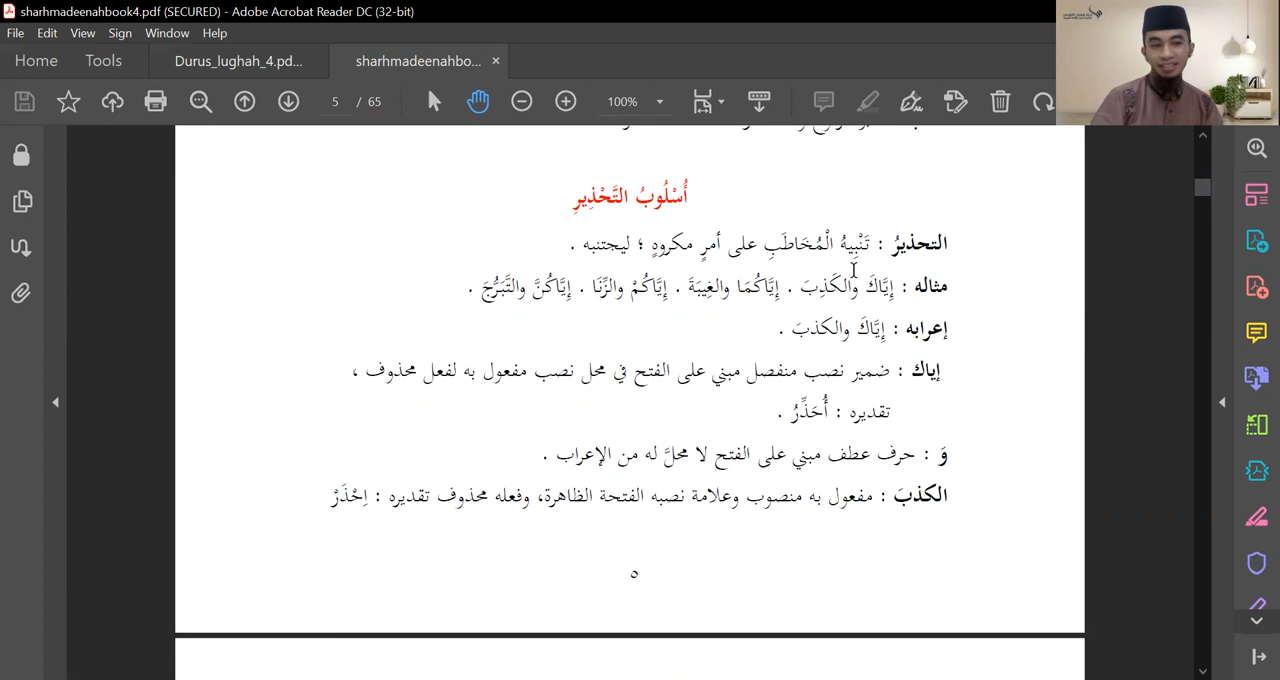 sharhmadeenahbook4.pdf (SECURED) - Adobe Acrobat Reader DC (32-bit)
File Edit View Sign Window Help
Home Tools Durus_lughah_4.pd... sharhmadeenahbo... ×
5 / 65 100%
أُسْلُوبُ التَّحْذِيرِ
التحذيرُ : تَنْبِيهُ الْمُخَاطَبِ على أمرٍ مكروهٍ ؛ ليجتنبه .
مثاله : إِيَّاكَ والكَذِبَ . إِيَّاكُمَا والغِيبَةَ . إِيَّاكُمْ والزِّنَا . إِيَّاكُنَّ والتَّبَرُّجَ .
إعرابه : إِيَّاكَ والكذبَ .
إياك : ضمير نصب منفصل مبني على الفتح في محل نصب مفعول به لفعل محذوف ،
تقديره : أُحَذِّرُ .
وَ : حرف عطف مبني على الفتح لا محلَّ له من الإعراب .
الكذبَ : مفعول به منصوب وعلامة نصبه الفتحة الظاهرة، وفعله محذوف تقديره : اِحْذَرْ
٥